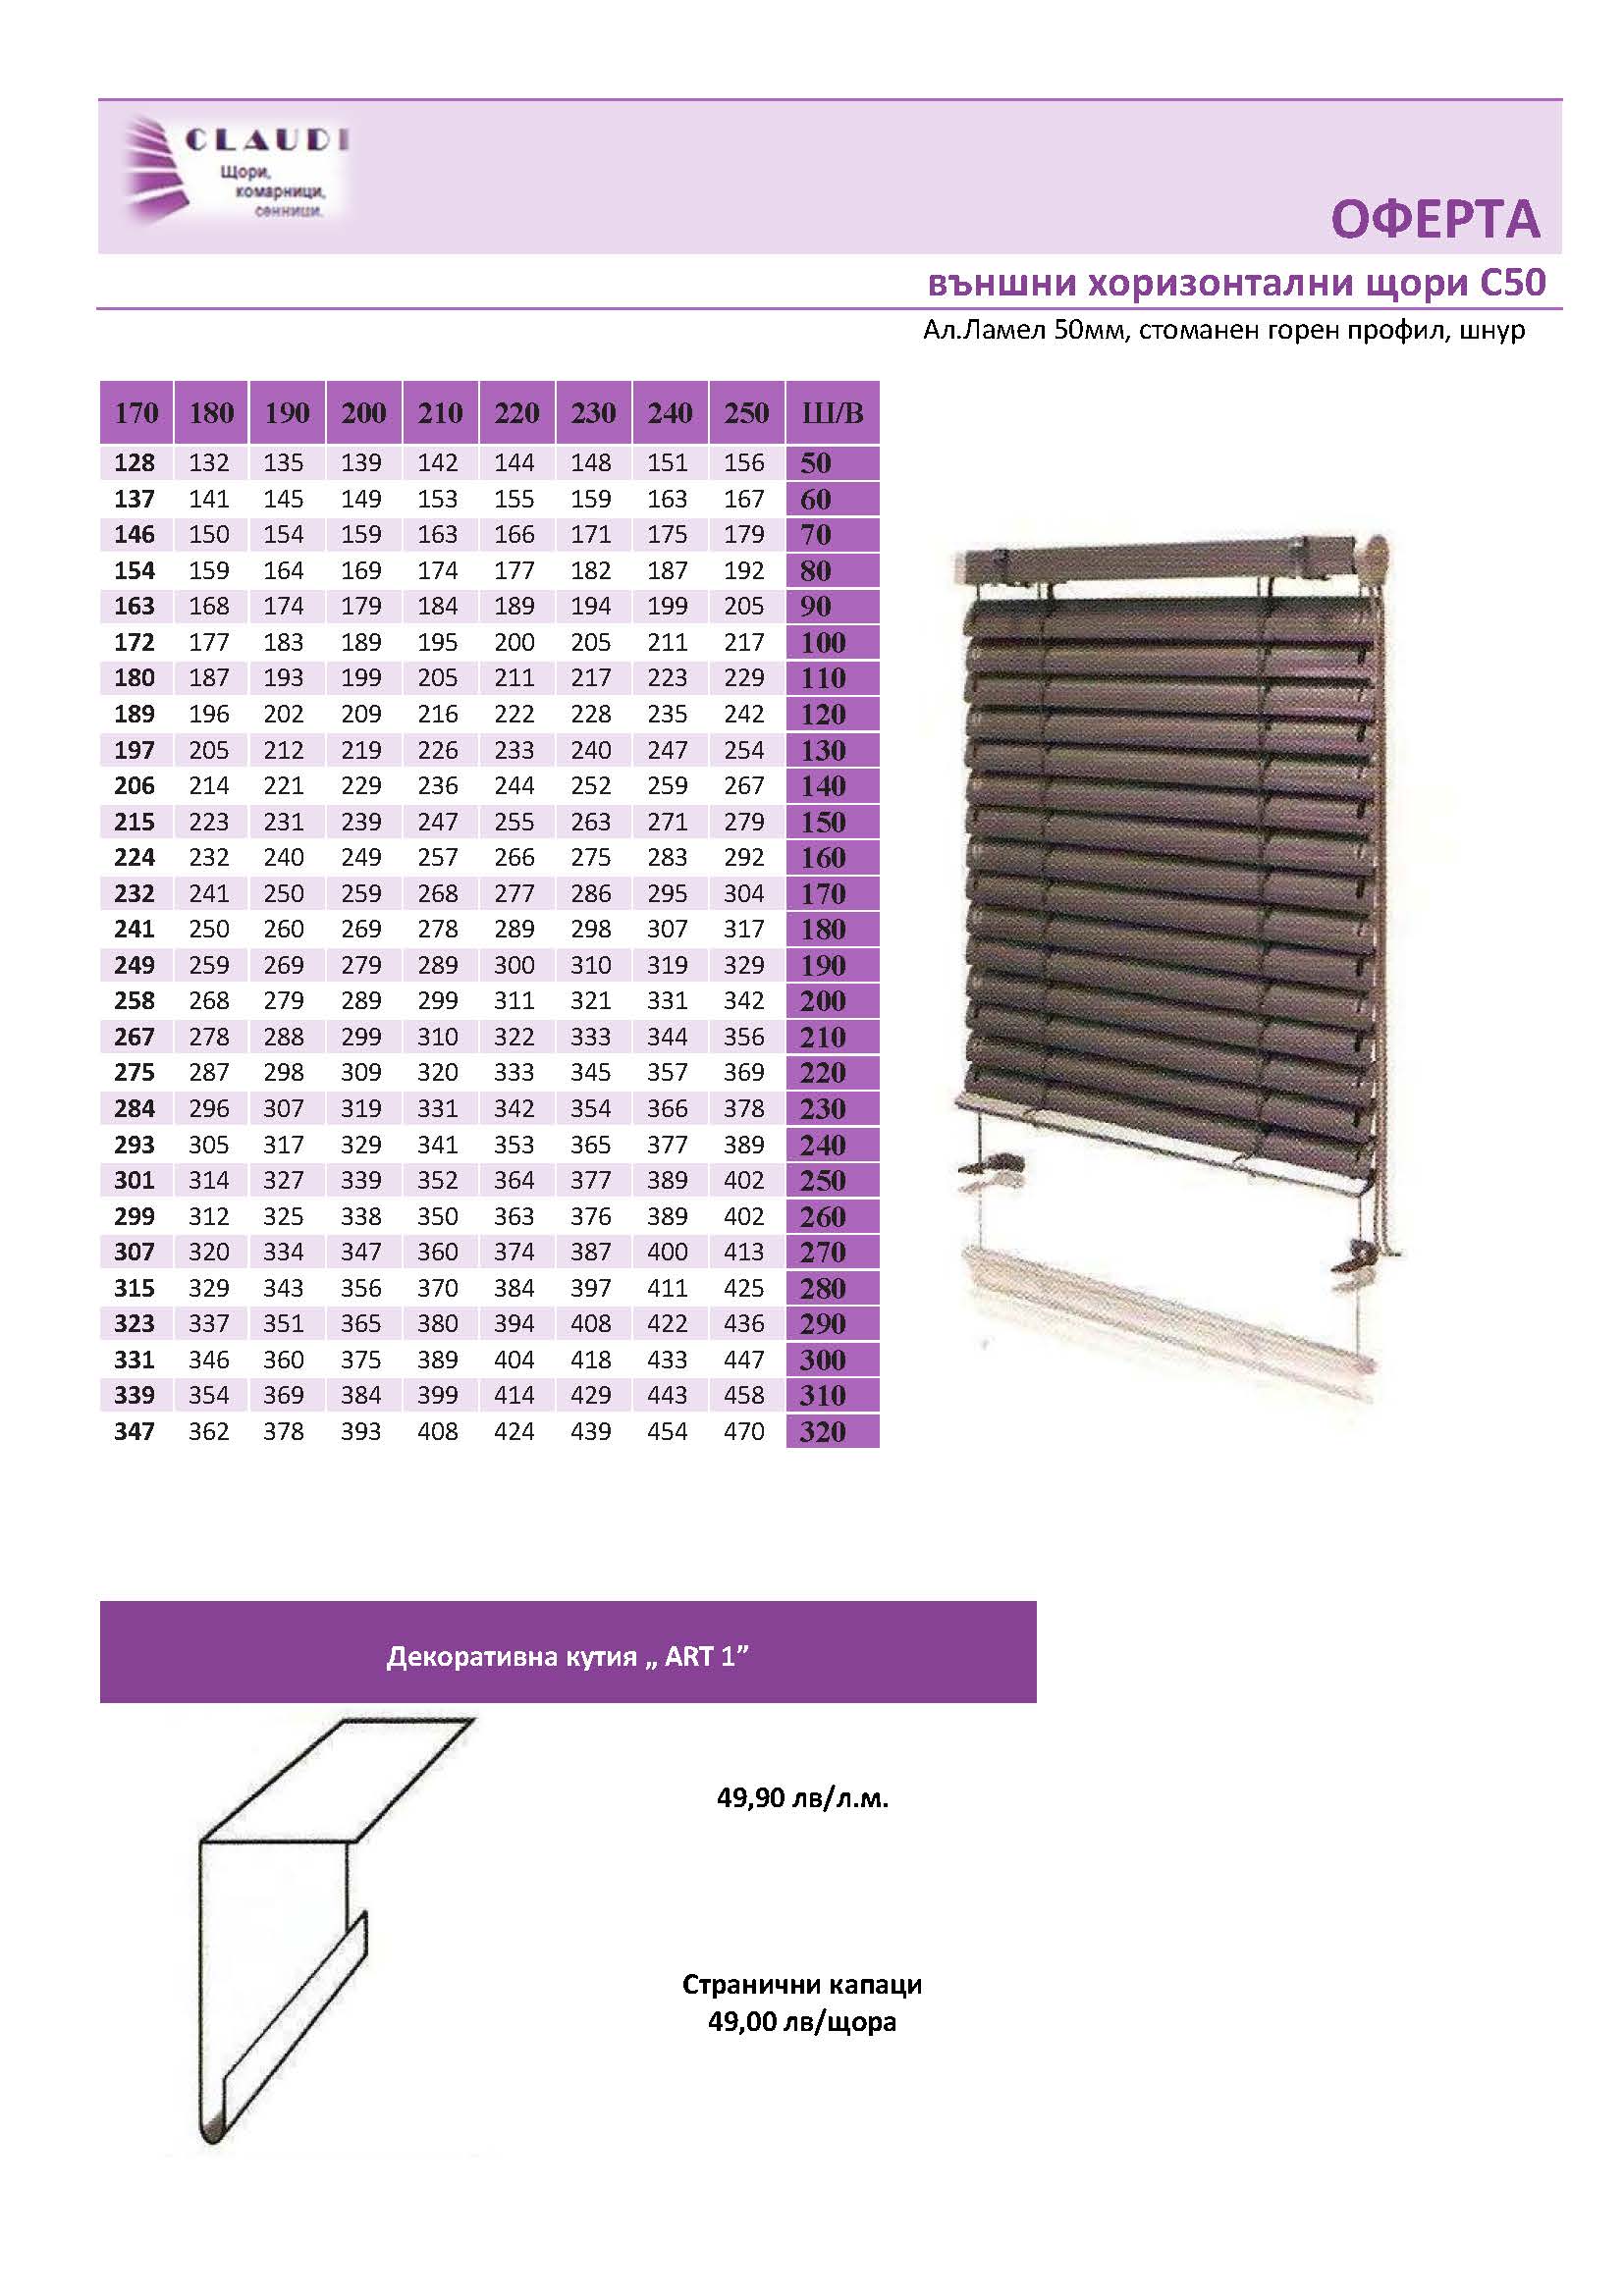 CLAUDI
Щори,
комарници,
сенници.
ОФЕРТА
външни хоризонтални щори С50
Ал.Ламел 50мм, стоманен горен профил, шнур
170 180 190 200 210 220 230 240 250 Ш/В
128 132 135 139 142 144 148 151 156 50
137 141 145 149 153 155 159 163 167 60
146 150 154 159 163 166 171 175 179 70
154 159 164 169 174 177 182 187 192 80
163 168 174 179 184 189 194 199 205 90
172 177 183 189 195 200 205 211 217 100
180 187 193 199 205 211 217 223 229 110
189 196 202 209 216 222 228 235 242 120
197 205 212 219 226 233 240 247 254 130
206 214 221 229 236 244 252 259 267 140
215 223 231 239 247 255 263 271 279 150
224 232 240 249 257 266 275 283 292 160
232 241 250 259 268 277 286 295 304 170
241 250 260 269 278 289 298 307 317 180
249 259 269 279 289 300 310 319 329 190
258 268 279 289 299 311 321 331 342 200
267 278 288 299 310 322 333 344 356 210
275 287 298 309 320 333 345 357 369 220
284 296 307 319 331 342 354 366 378 230
293 305 317 329 341 353 365 377 389 240
301 314 327 339 352 364 377 389 402 250
299 312 325 338 350 363 376 389 402 260
307 320 334 347 360 374 387 400 413 270
315 329 343 356 370 384 397 411 425 280
323 337 351 365 380 394 408 422 436 290
331 346 360 375 389 404 418 433 447 300
339 354 369 384 399 414 429 443 458 310
347 362 378 393 408 424 439 454 470 320
Декоративна кутия „ ART 1”
49,90 лв/л.м.
Странични капаци
49,00 лв/щора